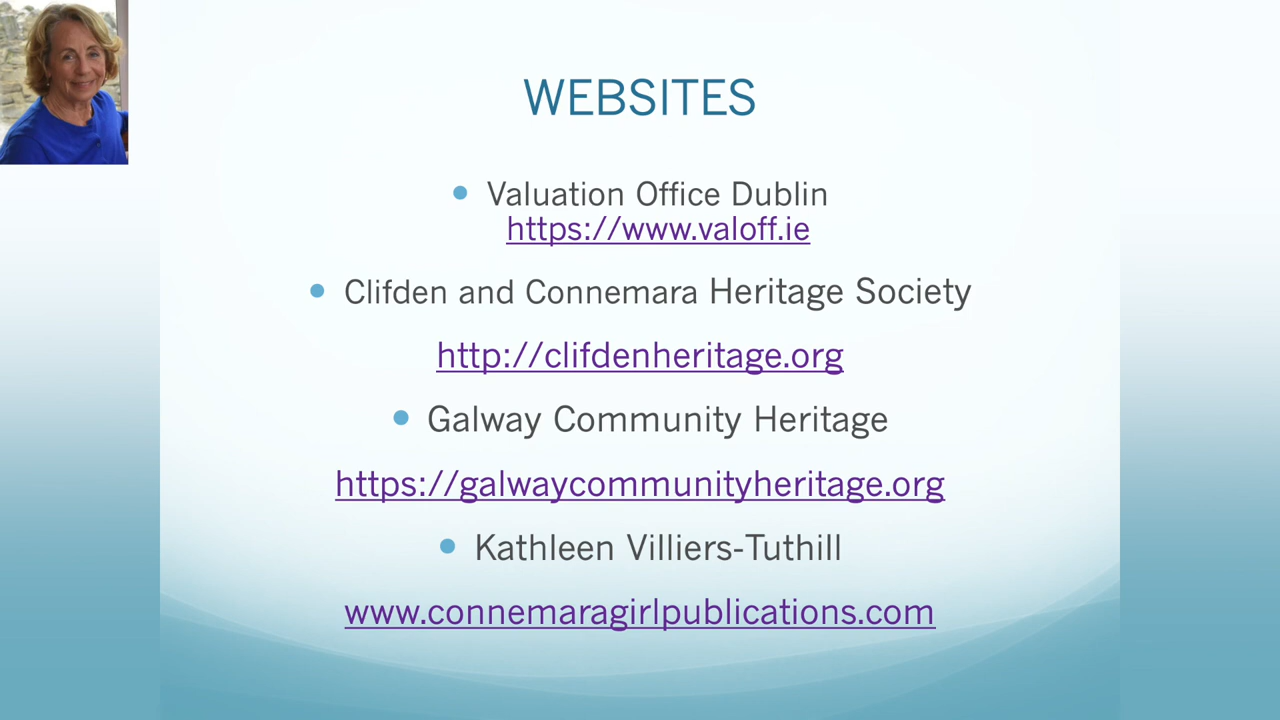 WEBSITES
Valuation Office Dublin
https://www.valoff.ie
Clifden and Connemara Heritage Society
http://clifdenheritage.org
Galway Community Heritage
https://galwaycommunityheritage.org
Kathleen Villiers-Tuthill
www.connemaragirlpublications.com